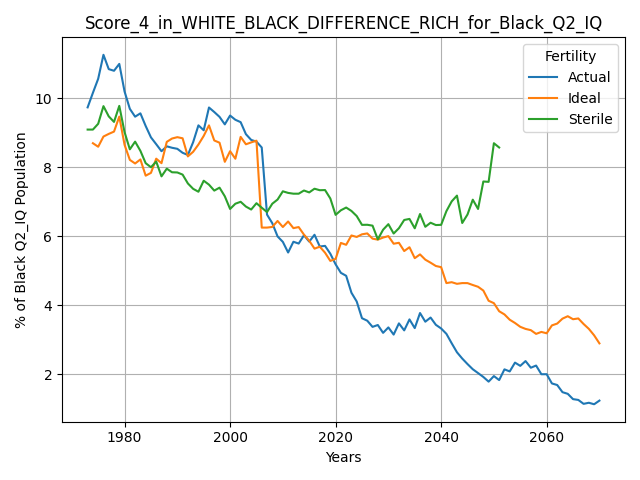 Score_4_in_WHITE_BLACK_DIFFERENCE_RICH_for_Black_Q2_IQ
Fertility
Actual
Ideal
Sterile
% of Black Q2_IQ Population
10
8
6
4
2
1980 2000 2020 2040 2060
Years